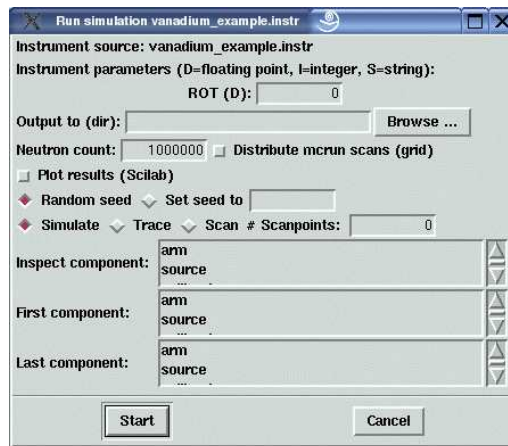 Run simulation vanadium_example.instr
Instrument source: vanadium_example.instr
Instrument parameters (D=floating point, I=integer, S=string):
ROT (D): 0
Output to (dir): Browse ...
Neutron count: 1000000 Distribute mcrun scans (grid)
Plot results (Scilab)
Random seed Set seed to
Simulate Trace Scan # Scanpoints: 0
Inspect component: arm
source
First component: arm
source
Last component: arm
source
Start Cancel